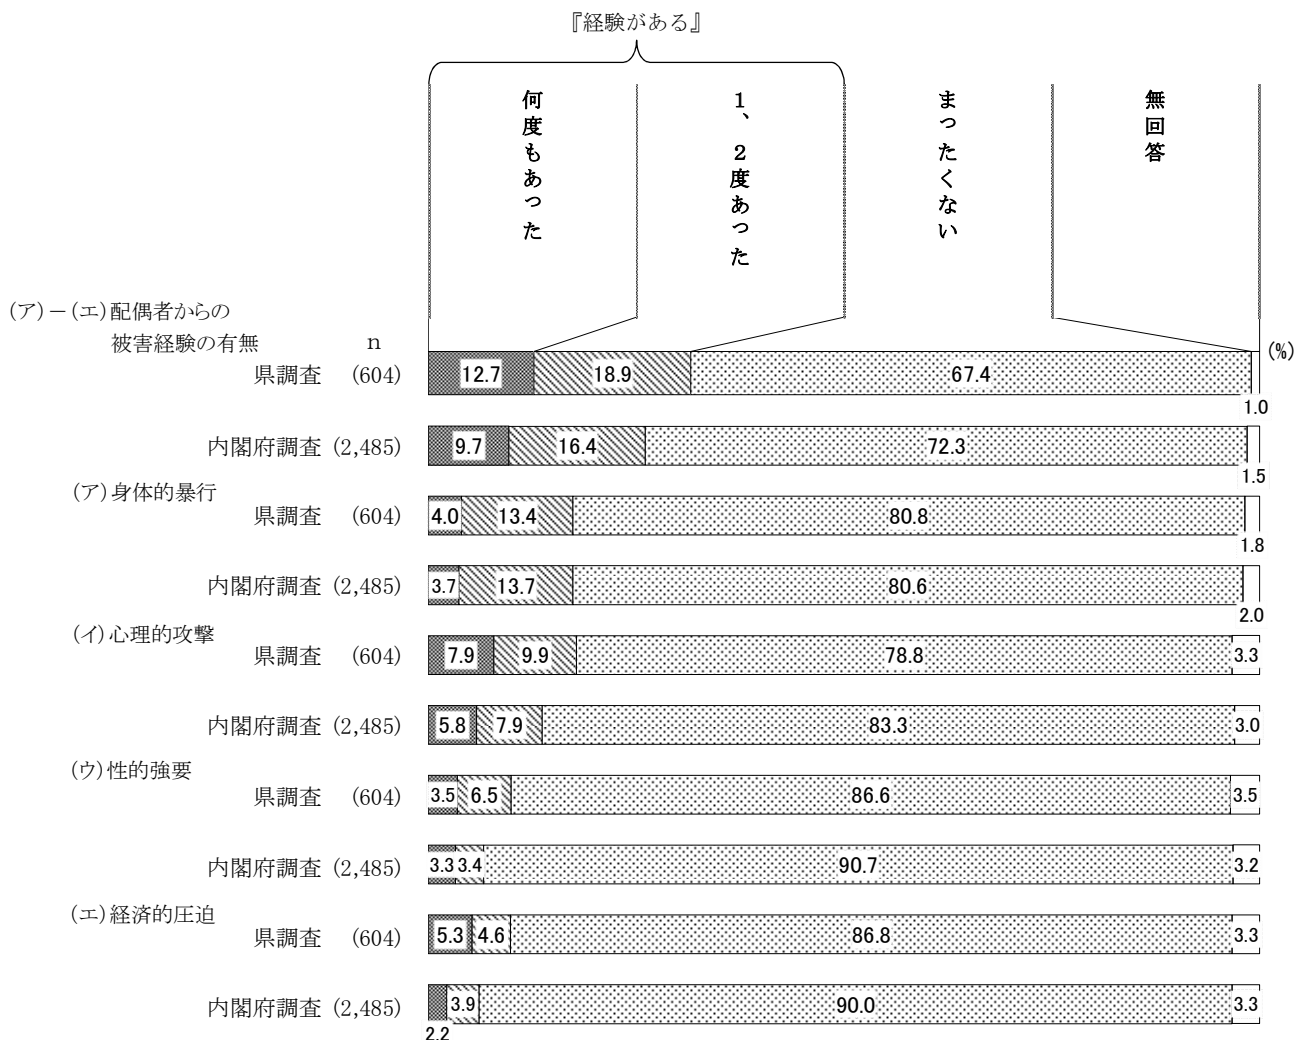 『経験がある』
何度もあった
1、2度あった
まったくない
無回答
(ア)－(エ)配偶者からの
被害経験の有無 n
(%)
県調査 (604) 12.7 18.9 67.4 1.0
内閣府調査 (2,485) 9.7 16.4 72.3 1.5
(ア)身体的暴行
県調査 (604) 4.0 13.4 80.8 1.8
内閣府調査 (2,485) 3.7 13.7 80.6 2.0
(イ)心理的攻撃
県調査 (604) 7.9 9.9 78.8 3.3
内閣府調査 (2,485) 5.8 7.9 83.3 3.0
(ウ)性的強要
県調査 (604) 3.5 6.5 86.6 3.5
内閣府調査 (2,485) 3.3 3.4 90.7 3.2
(エ)経済的圧迫
県調査 (604) 5.3 4.6 86.8 3.3
内閣府調査 (2,485) 2.2 3.9 90.0 3.3